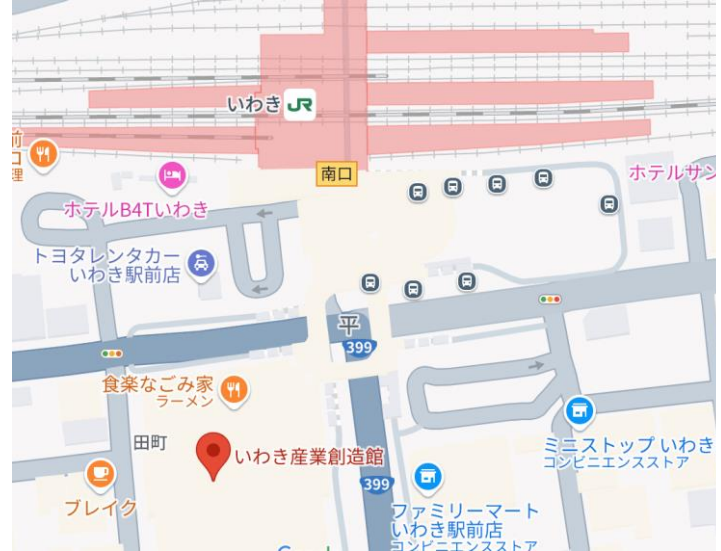 いわき JR
前
口
理
南口
ホテルB4Tいわき
ホテルサン
トヨタレンタカー
いわき駅前店
平
399
食楽なごみ家
ラーメン
田町
いわき産業創造館
ブレイク
399
ミニストップ いわき
コンビニエンスストア
ファミリーマート
いわき駅前店
コンビニエンスストア